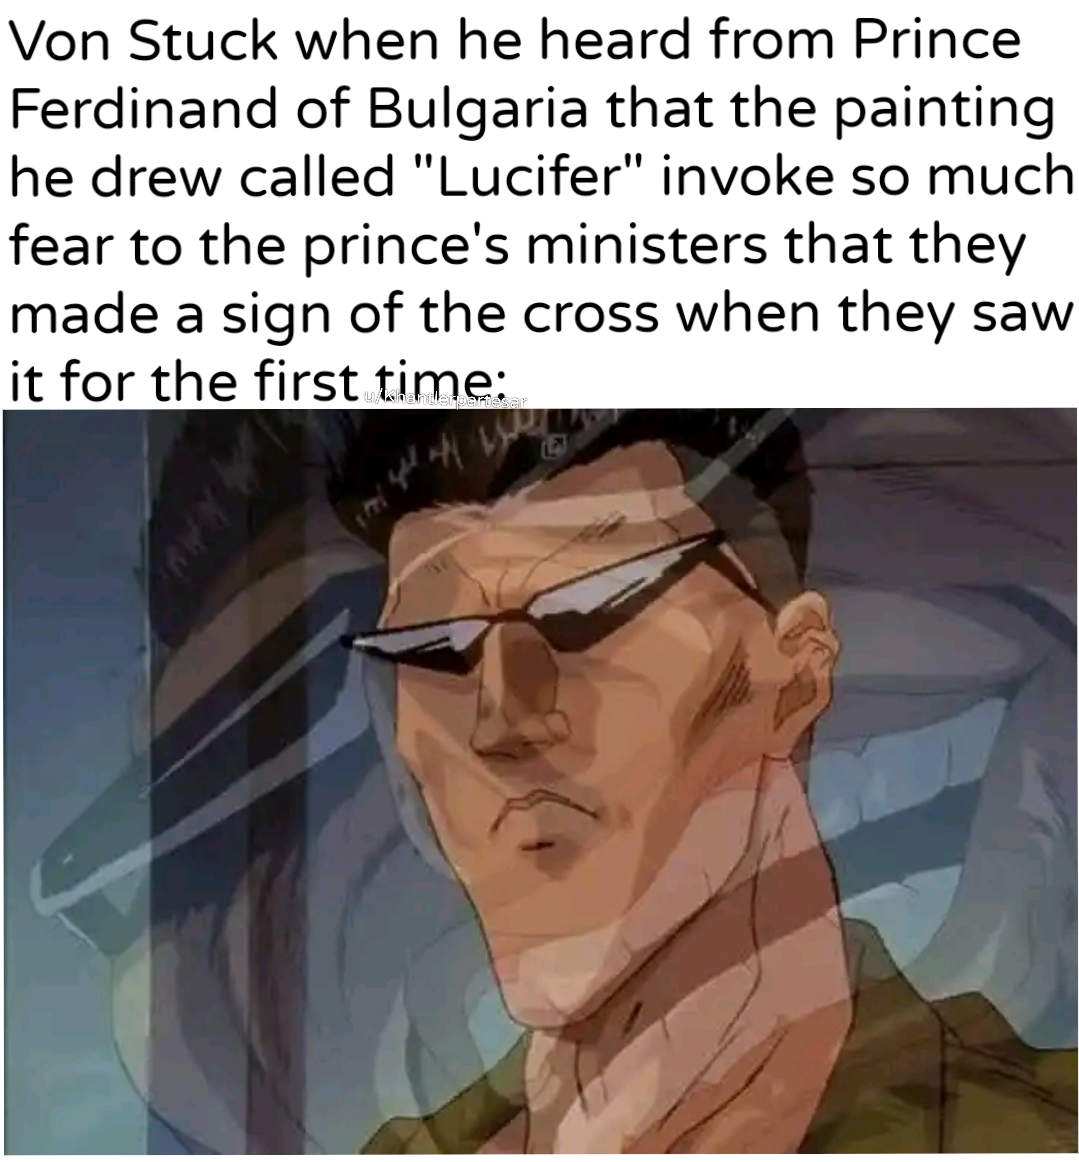 Von Stuck when he heard from Prince
Ferdinand of Bulgaria that the painting
he drew called "Lucifer" invoke so much
fear to the prince's ministers that they
made a sign of the cross when they saw
it for the first time:
u/Khantlerpartesar